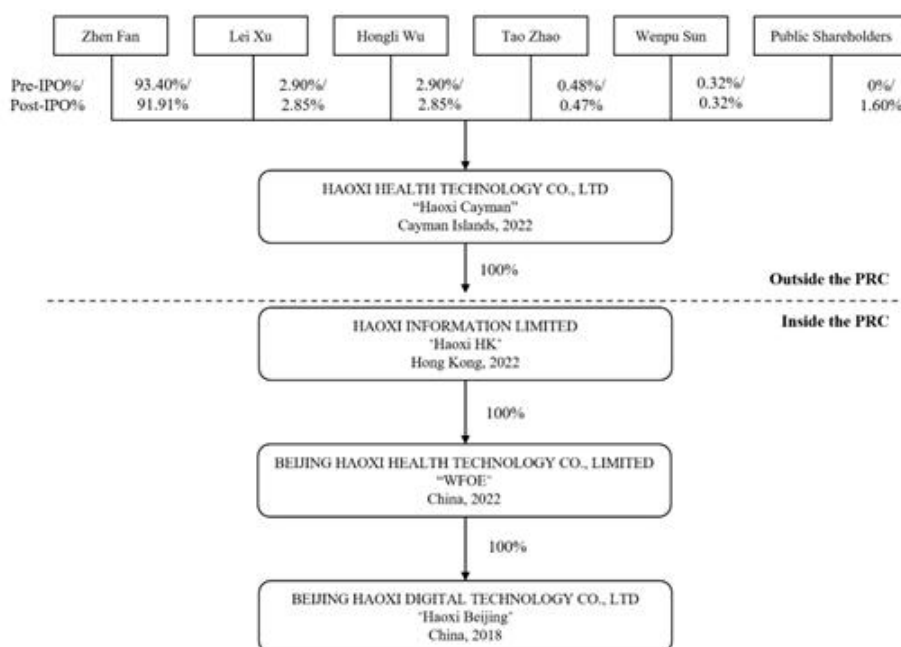 Zhen Fan Lei Xu Hongli Wu Tao Zhao Wenpu Sun Public Shareholders
Pre-IPO%/ 93.40%/ 2.90%/ 2.90%/ 0.48%/ 0.32%/ 0%/
Post-IPO% 91.91% 2.85% 2.85% 0.47% 0.32% 1.60%
HAOXI HEALTH TECHNOLOGY CO., LTD
“Haoxi Cayman”
Cayman Islands, 2022
100%
Outside the PRC
Inside the PRC
HAOXI INFORMATION LIMITED
"Haoxi HK"
Hong Kong, 2022
100%
BEIJING HAOXI HEALTH TECHNOLOGY CO., LIMITED
“WFOE”
China, 2022
100%
BEIJING HAOXI DIGITAL TECHNOLOGY CO., LTD
"Haoxi Beijing"
China, 2018